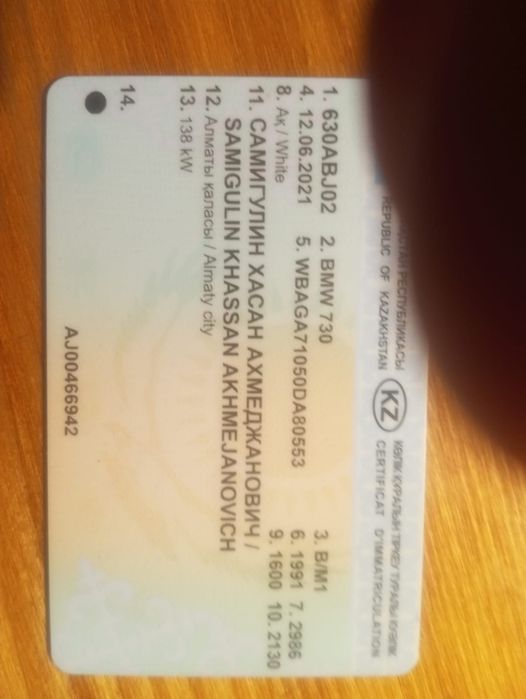 РЕСПУБЛИКАСЫ
REPUBLIC OF KAZAKHSTAN
KZ
КӨЛІК ҚҰРАЛЫН ТІРКЕУ ТУРАЛЫ КУӘЛІК
CERTIFICAT D'IMMATRICULATION
1. 630ABJ02 2. BMW 730 3. B/M1
4. 12.06.2021 5. WBAGA71050DA80553 6. 1991 7. 2986
8. Ақ / White 9. 1600 10. 2130
11. САМИГУЛИН ХАСАН АХМЕДЖАНОВИЧ /
SAMIGULIN KHASSAN AKHMEJANOVICH
12. Алматы қаласы / Almaty city
13. 138 kW
14.
AJ00466942